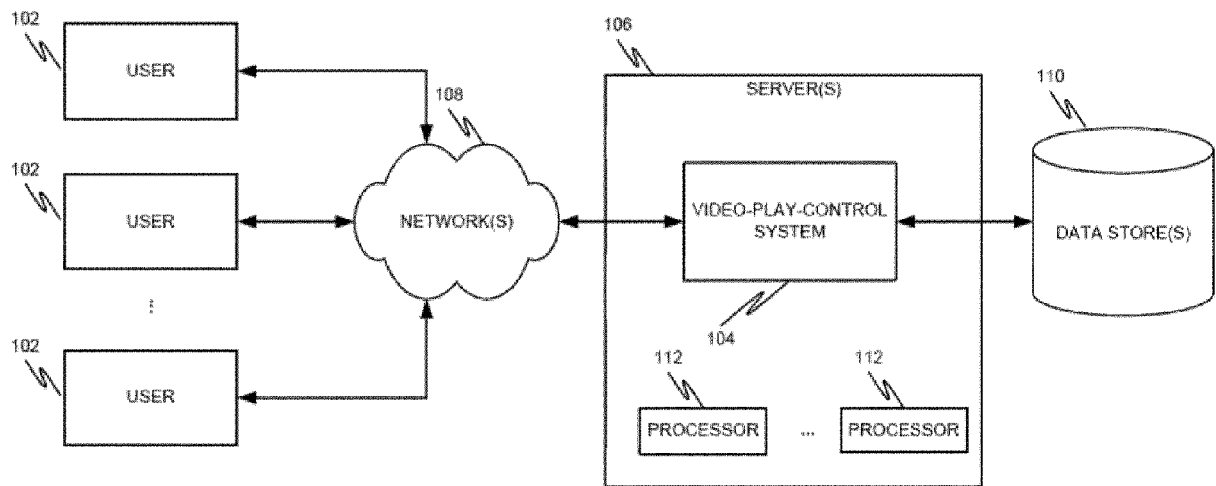 102
USER
102
USER
⋮
102
USER
108
NETWORK(S)
106
SERVER(S)
VIDEO-PLAY-CONTROL
SYSTEM
104
112
PROCESSOR
...
112
PROCESSOR
110
DATA STORE(S)